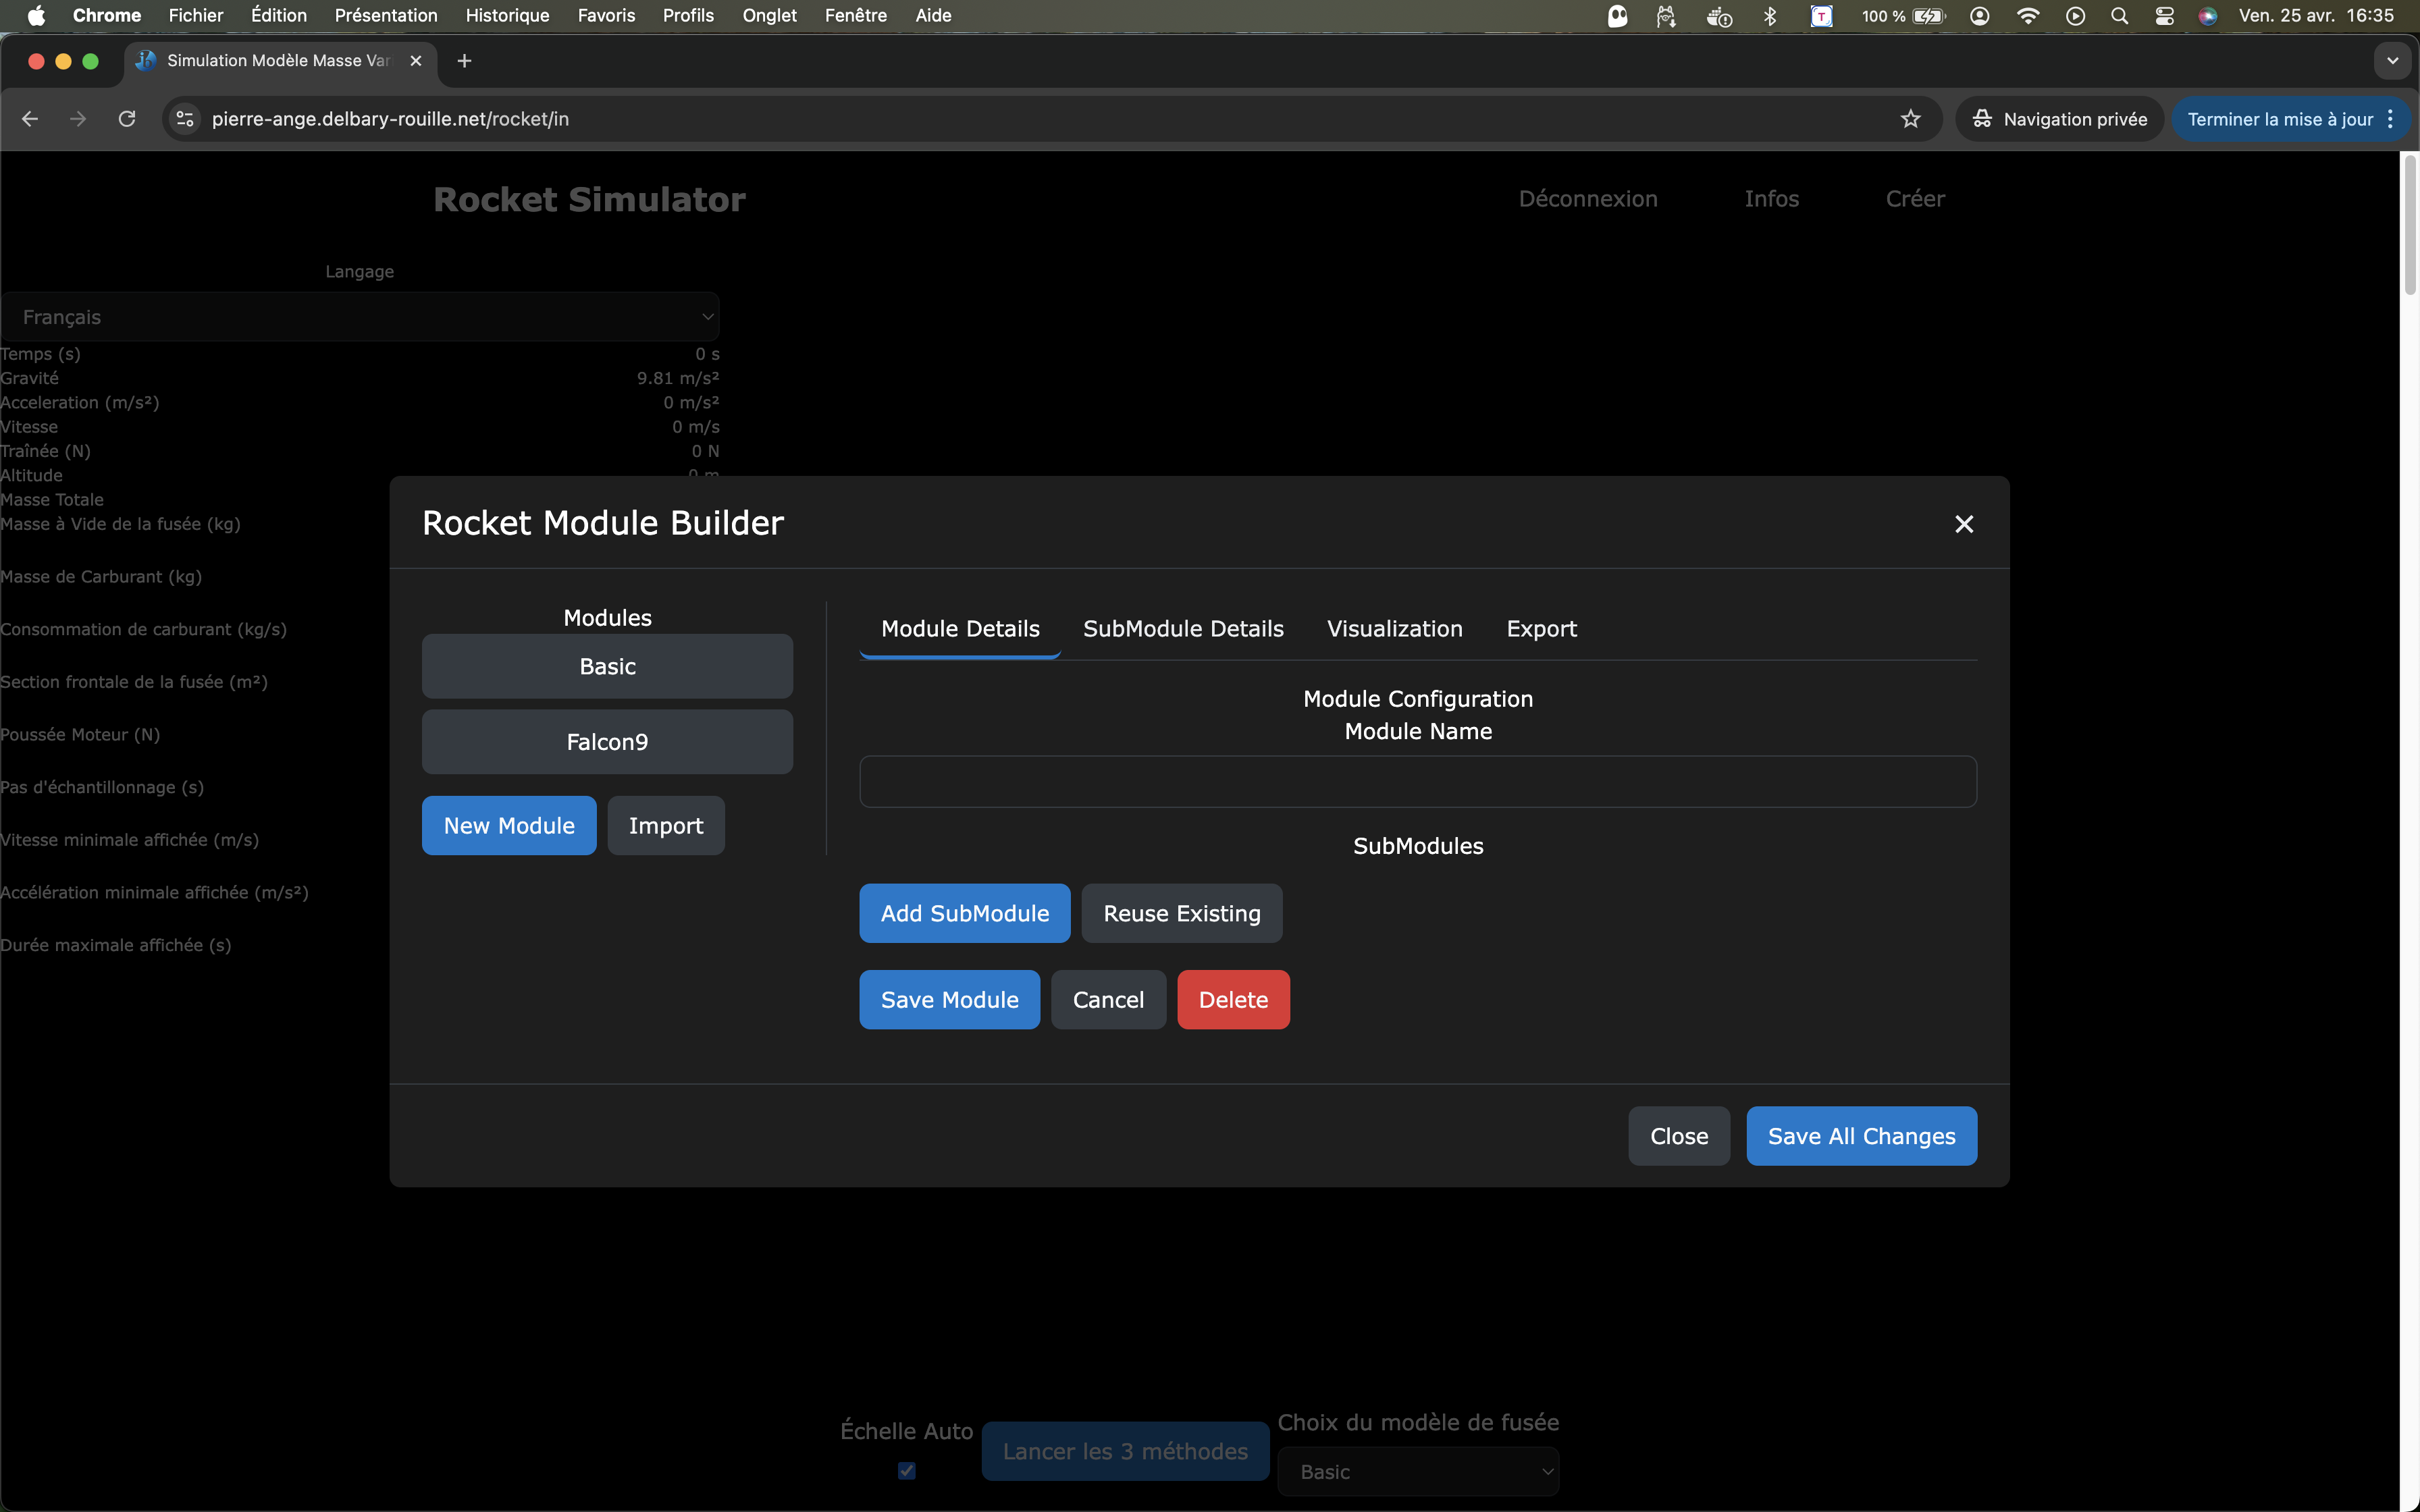 Chrome Fichier Édition Présentation Historique Favoris Profils Onglet Fenêtre Aide 100 % Ven. 25 avr. 16:35
Simulation Modèle Masse Var
pierre-ange.delbary-rouille.net/rocket/in Navigation privée Terminer la mise à jour
Rocket Simulator Déconnexion Infos Créer
Langage
Français
Temps (s) 0 s
Gravité 9.81 m/s²
Acceleration (m/s²) 0 m/s²
Vitesse 0 m/s
Traînée (N) 0 N
Altitude 0 m
Masse Totale
Masse à Vide de la fusée (kg)
Masse de Carburant (kg)
Consommation de carburant (kg/s)
Section frontale de la fusée (m²)
Poussée Moteur (N)
Pas d'échantillonnage (s)
Vitesse minimale affichée (m/s)
Accélération minimale affichée (m/s²)
Durée maximale affichée (s)
Rocket Module Builder
Modules
Basic
Falcon9
New Module Import
Module Details SubModule Details Visualization Export
Module Configuration
Module Name
SubModules
Add SubModule Reuse Existing
Save Module Cancel Delete
Close Save All Changes
Échelle Auto
Lancer les 3 méthodes
Choix du modèle de fusée
Basic